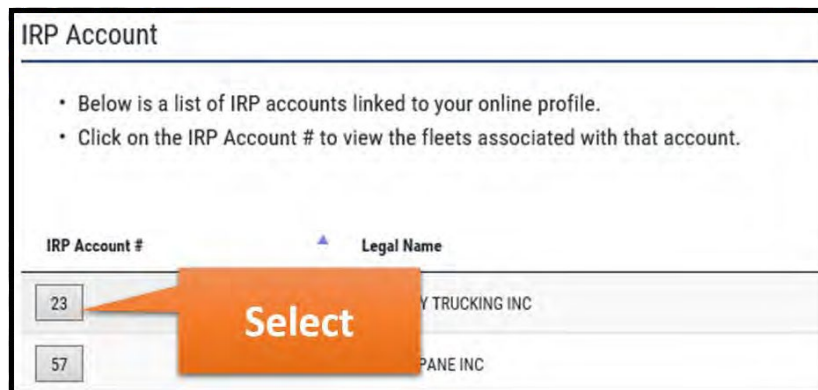 IRP Account
• Below is a list of IRP accounts linked to your online profile.
• Click on the IRP Account # to view the fleets associated with that account.
IRP Account # Legal Name
23 Y TRUCKING INC
Select
57 PANE INC